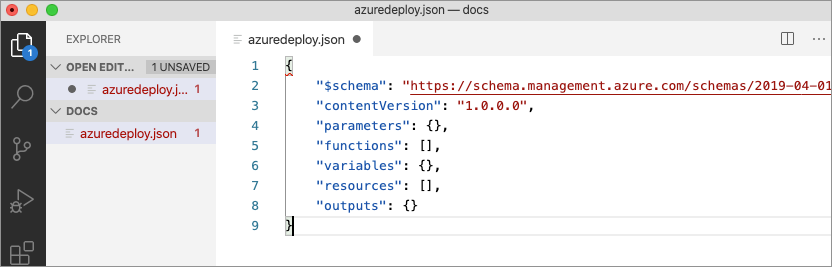 azuredeploy.json — docs
EXPLORER
OPEN EDIT... 1 UNSAVED
azuredeploy.j... 1
DOCS
azuredeploy.json 1
1
azuredeploy.json
1 {
2 "$schema": "https://schema.management.azure.com/schemas/2019-04-01
3 "contentVersion": "1.0.0.0",
4 "parameters": {},
5 "functions": [],
6 "variables": {},
7 "resources": [],
8 "outputs": {}
9 }